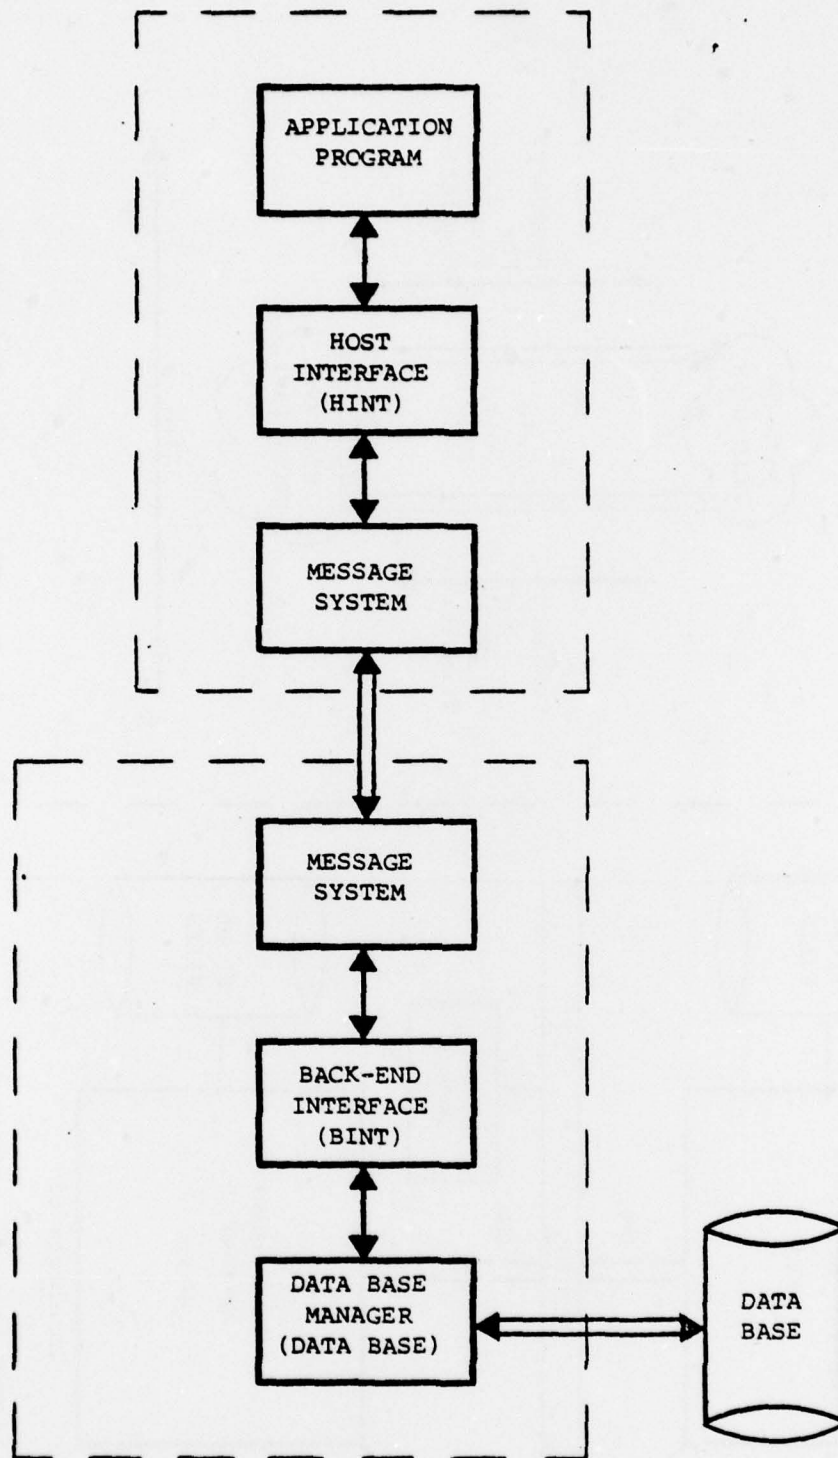 APPLICATION
PROGRAM
HOST
INTERFACE
(HINT)
MESSAGE
SYSTEM
MESSAGE
SYSTEM
BACK-END
INTERFACE
(BINT)
DATA BASE
MANAGER
(DATA BASE)
DATA
BASE